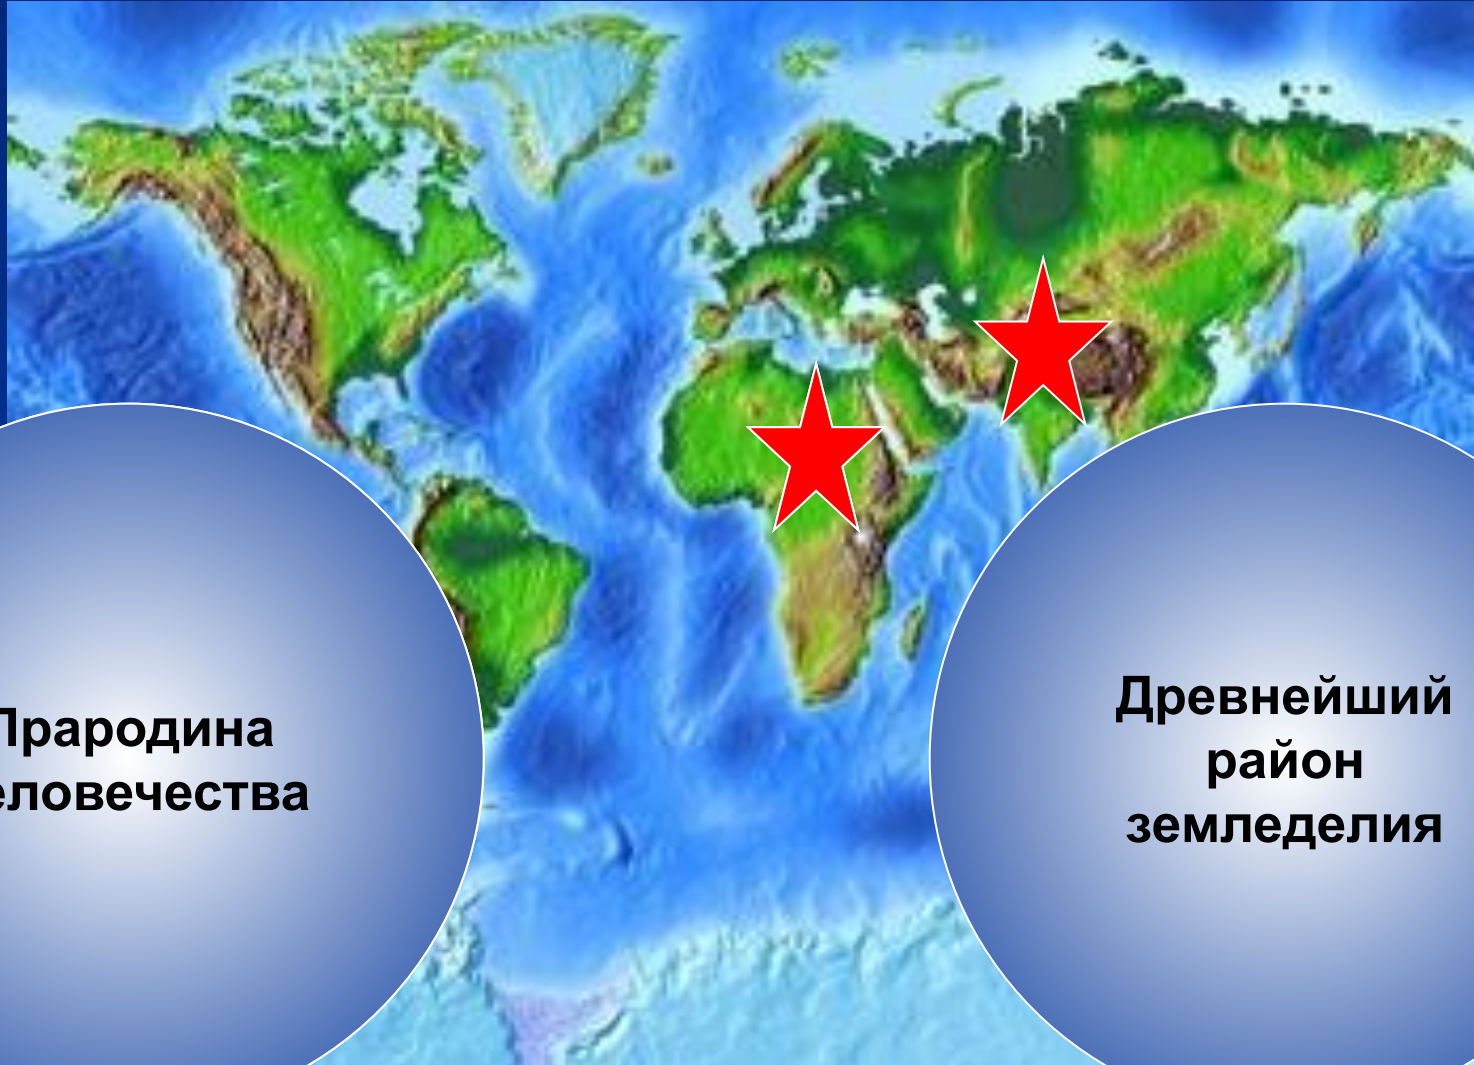 Прародина
еловечества
Древнейший
район
земледелия